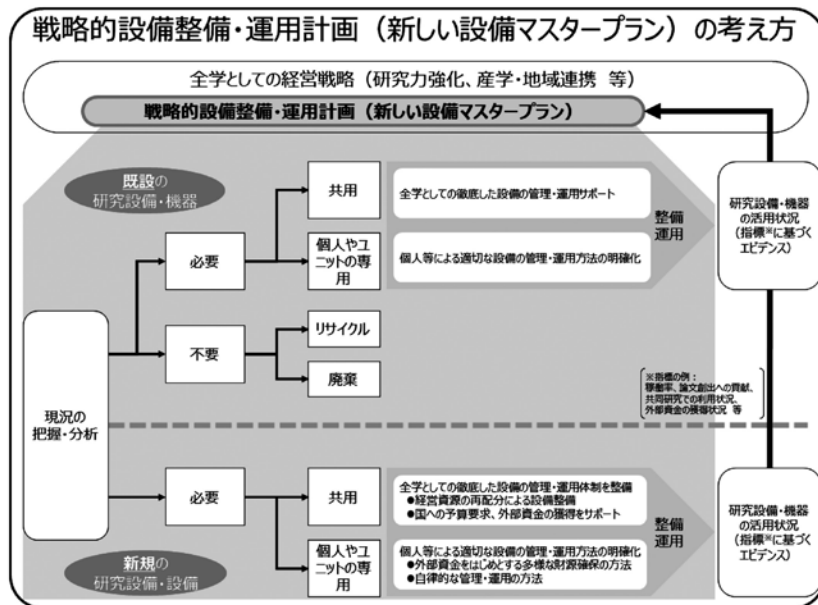 戦略的設備整備・運用計画（新しい設備マスタープラン）の考え方
全学としての経営戦略（研究力強化、産学・地域連携 等）
戦略的設備整備・運用計画（新しい設備マスタープラン）
既設の
研究設備・機器
共用
全学としての徹底した設備の管理・運用サポート
必要
個人やユ
ニットの専
用
個人等による適切な設備の管理・運用方法の明確化
整備
運用
研究設備・機器
の活用状況
（指標※に基づく
エビデンス）
不要
リサイクル
廃棄
※指標の例：
稼働率、論文創出への貢献、
共同研究での利用状況、
外部資金の獲得状況 等
現況の
把握・分析
必要
共用
全学としての徹底した設備の管理・運用体制を整備
●経営資源の再配分による設備整備
●国への予算要求、外部資金の獲得をサポート
個人やユ
ニットの専
用
個人等による適切な設備の管理・運用方法の明確化
●外部資金をはじめとする多様な財源確保の方法
●自律的な管理・運用の方法
整備
運用
研究設備・機器
の活用状況
（指標※に基づく
エビデンス）
新規の
研究設備・設備